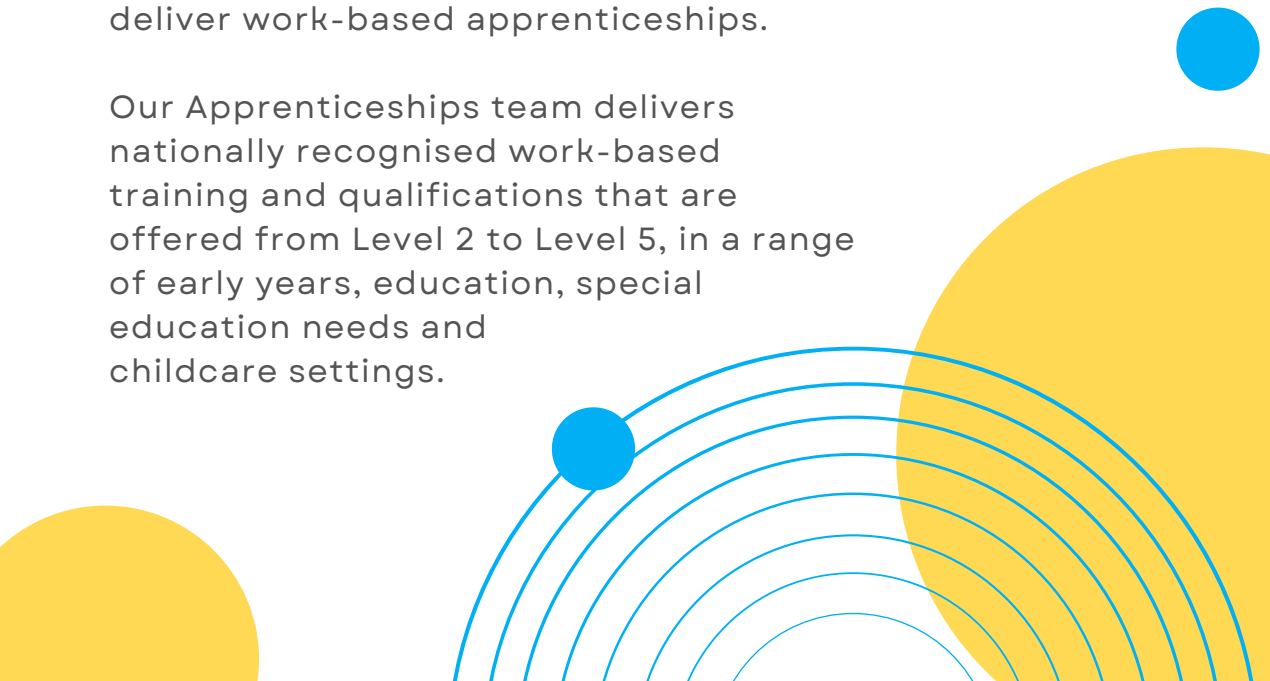 deliver work-based apprenticeships.
Our Apprenticeships team delivers
nationally recognised work-based
training and qualifications that are
offered from Level 2 to Level 5, in a range
of early years, education, special
education needs and
childcare settings.